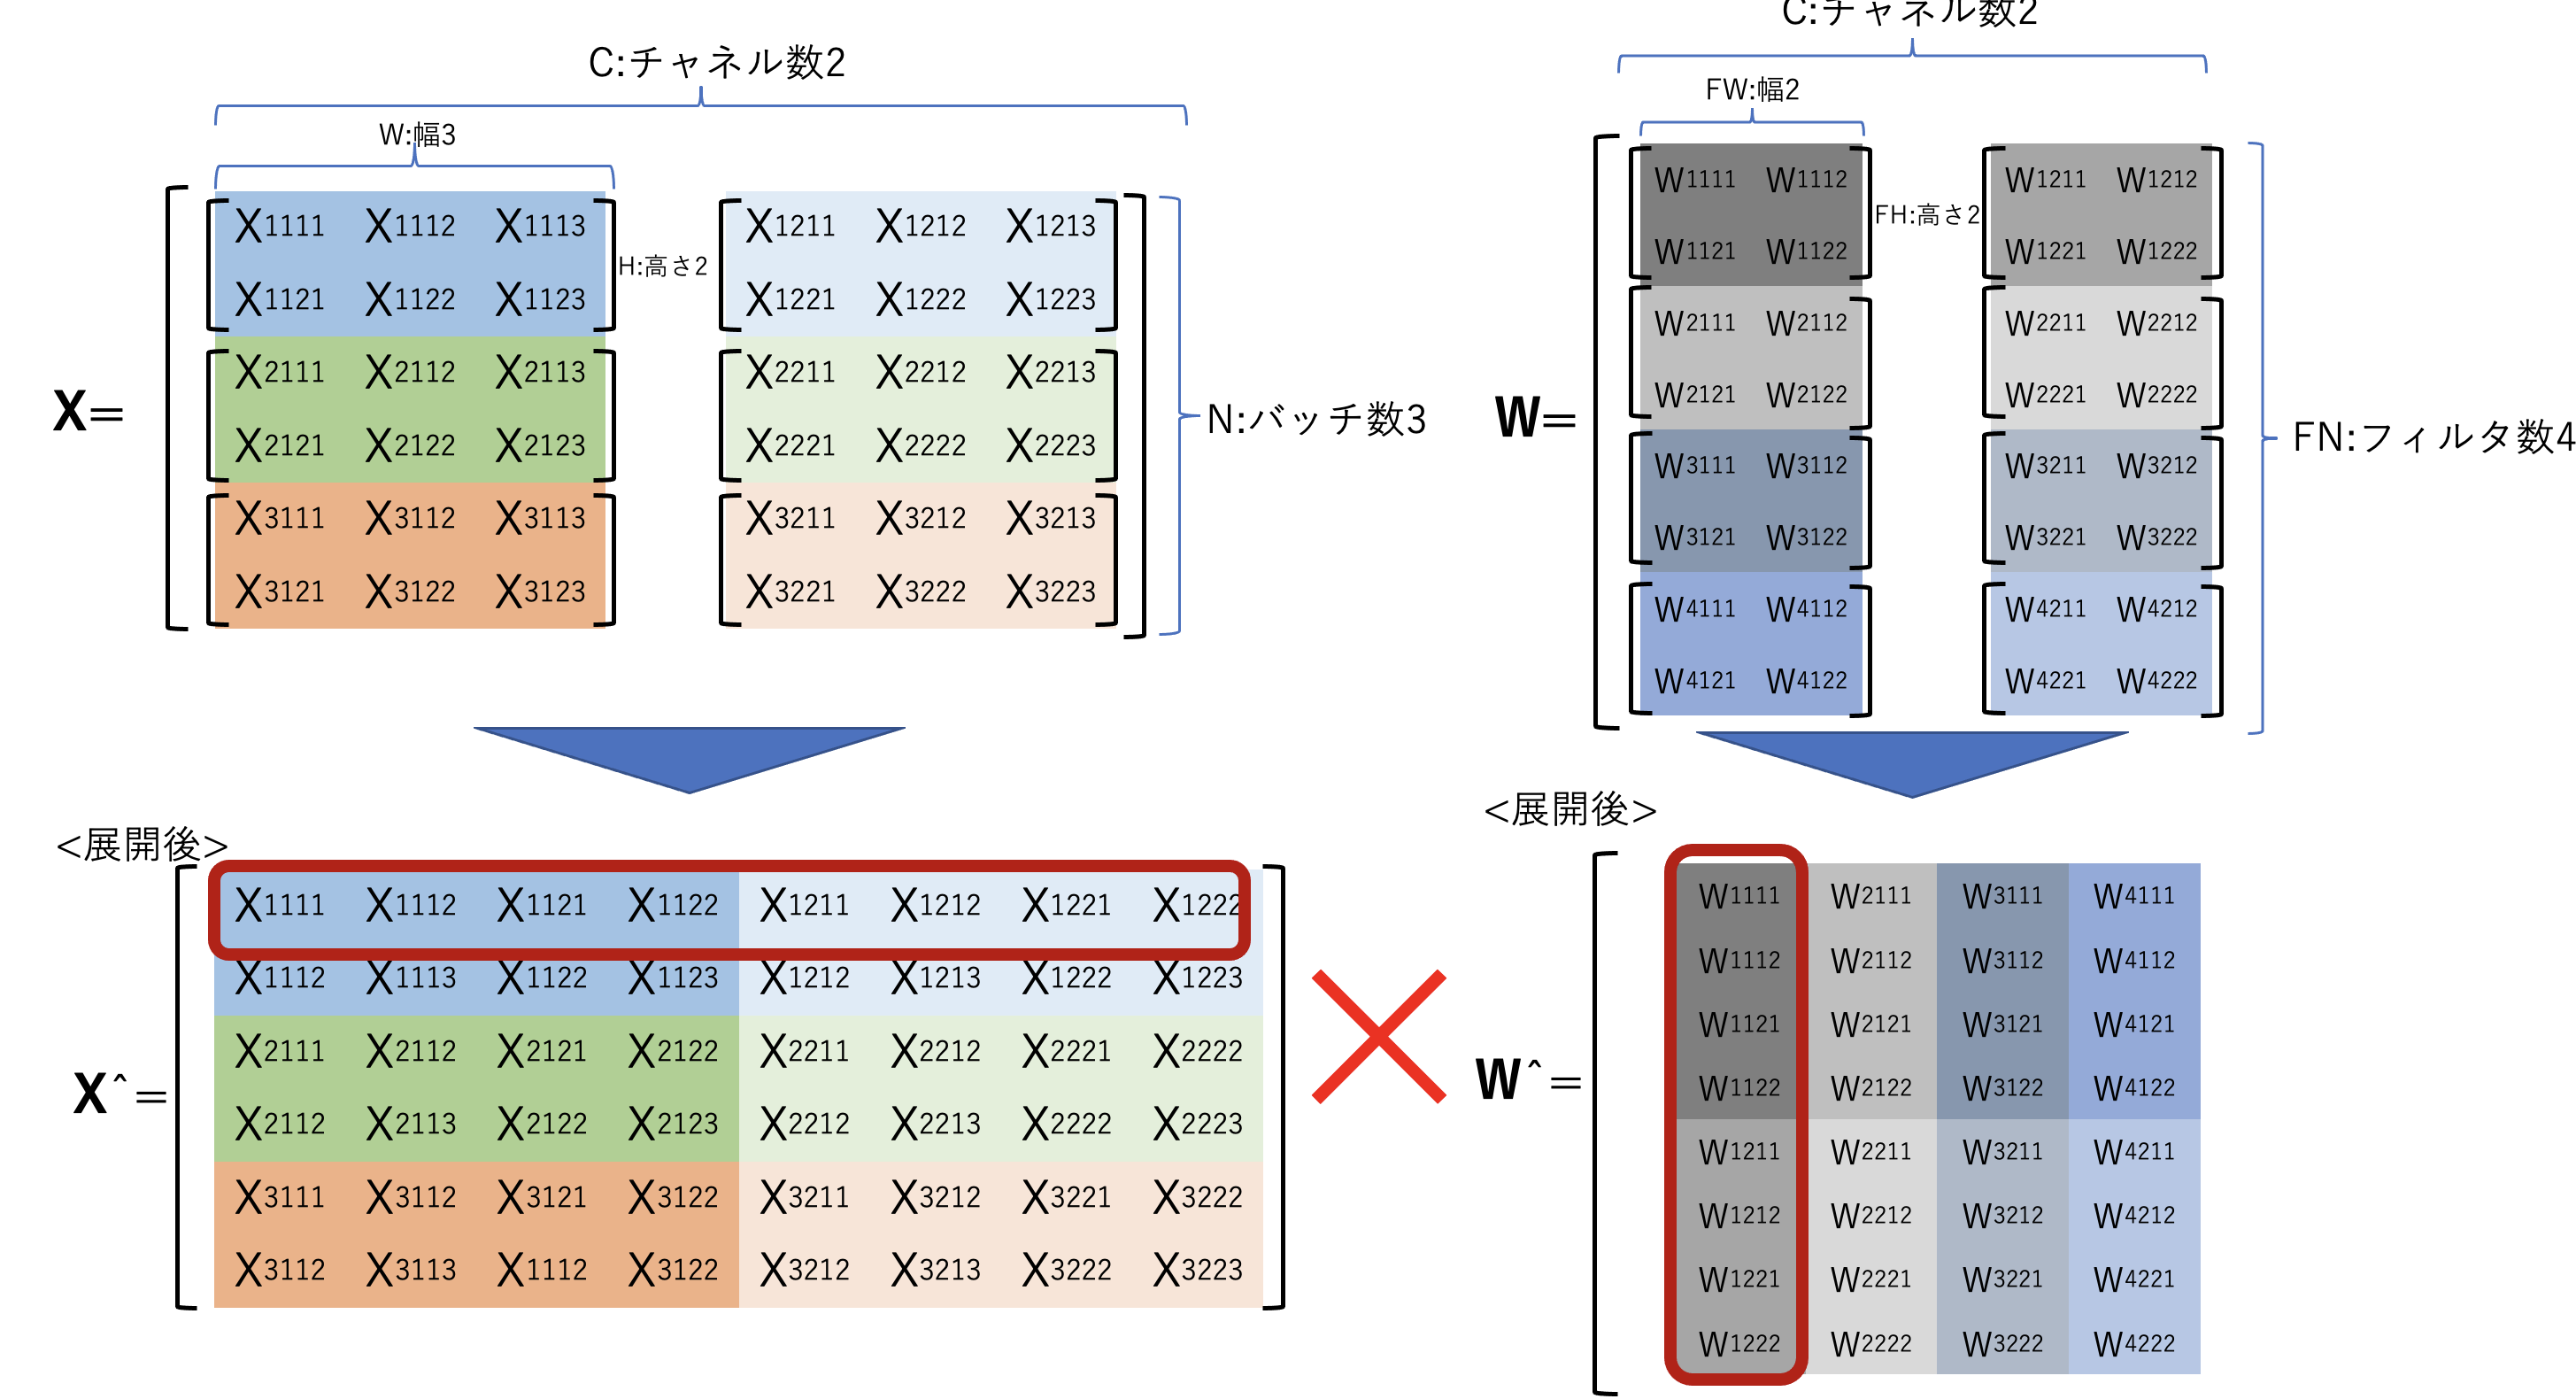 C:チャネル数2
W:幅3
X1111 X1112 X1113 X1211 X1212 X1213
H:高さ2
X1121 X1122 X1123 X1221 X1222 X1223
X2111 X2112 X2113 X2211 X2212 X2213
X=
N:バッチ数3
X2121 X2122 X2123 X2221 X2222 X2223
X3111 X3112 X3113 X3211 X3212 X3213
X3121 X3122 X3123 X3221 X3222 X3223
C:チャネル数2
FW:幅2
W1111 W1112 W1211 W1212
FH:高さ2
W1121 W1122 W1221 W1222
W2111 W2112 W2211 W2212
W2121 W2122 W2221 W2222
W=
FN:フィルタ数4
W3111 W3112 W3211 W3212
W3121 W3122 W3221 W3222
W4111 W4112 W4211 W4212
W4121 W4122 W4221 W4222
<展開後>
X1111 X1112 X1121 X1122 X1211 X1212 X1221 X1222
X1112 X1113 X1122 X1123 X1212 X1213 X1222 X1223
X2111 X2112 X2121 X2122 X2211 X2212 X2221 X2222
X^=
X2112 X2113 X2122 X2123 X2212 X2213 X2222 X2223
X3111 X3112 X3121 X3122 X3211 X3212 X3221 X3222
X3112 X3113 X1112 X3122 X3212 X3213 X3222 X3223
<展開後>
W1111 W2111 W3111 W4111
W1112 W2112 W3112 W4112
W1121 W2121 W3121 W4121
W^=
W1122 W2122 W3122 W4122
W1211 W2211 W3211 W4211
W1212 W2212 W3212 W4212
W1221 W2221 W3221 W4221
W1222 W2222 W3222 W4222